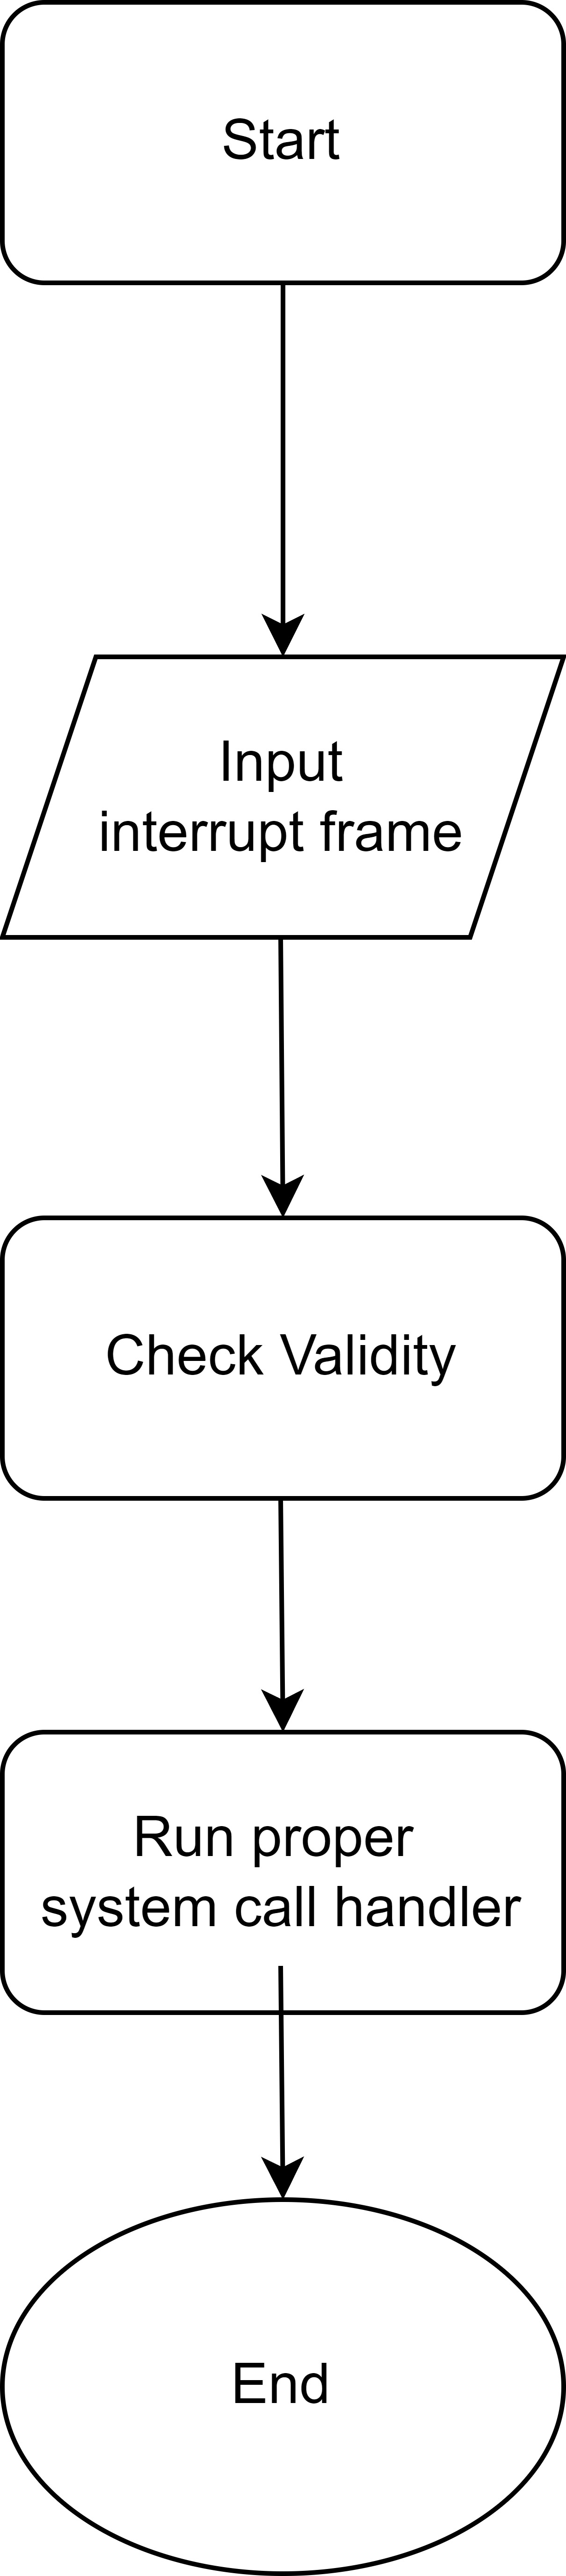 Start
Input
interrupt frame
Check Validity
Run proper
system call handler
End